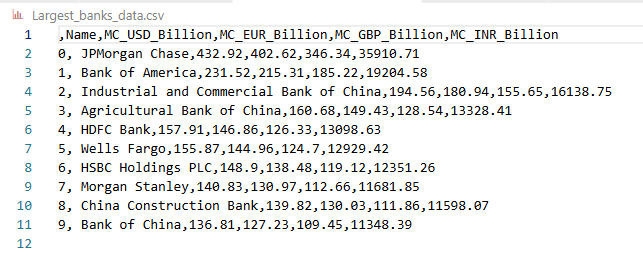 Largest_banks_data.csv
1 ,Name,MC_USD_Billion,MC_EUR_Billion,MC_GBP_Billion,MC_INR_Billion
2 0, JPMorgan Chase,432.92,402.62,346.34,35910.71
3 1, Bank of America,231.52,215.31,185.22,19204.58
4 2, Industrial and Commercial Bank of China,194.56,180.94,155.65,16138.75
5 3, Agricultural Bank of China,160.68,149.43,128.54,13328.41
6 4, HDFC Bank,157.91,146.86,126.33,13098.63
7 5, Wells Fargo,155.87,144.96,124.7,12929.42
8 6, HSBC Holdings PLC,148.9,138.48,119.12,12351.26
9 7, Morgan Stanley,140.83,130.97,112.66,11681.85
10 8, China Construction Bank,139.82,130.03,111.86,11598.07
11 9, Bank of China,136.81,127.23,109.45,11348.39
12